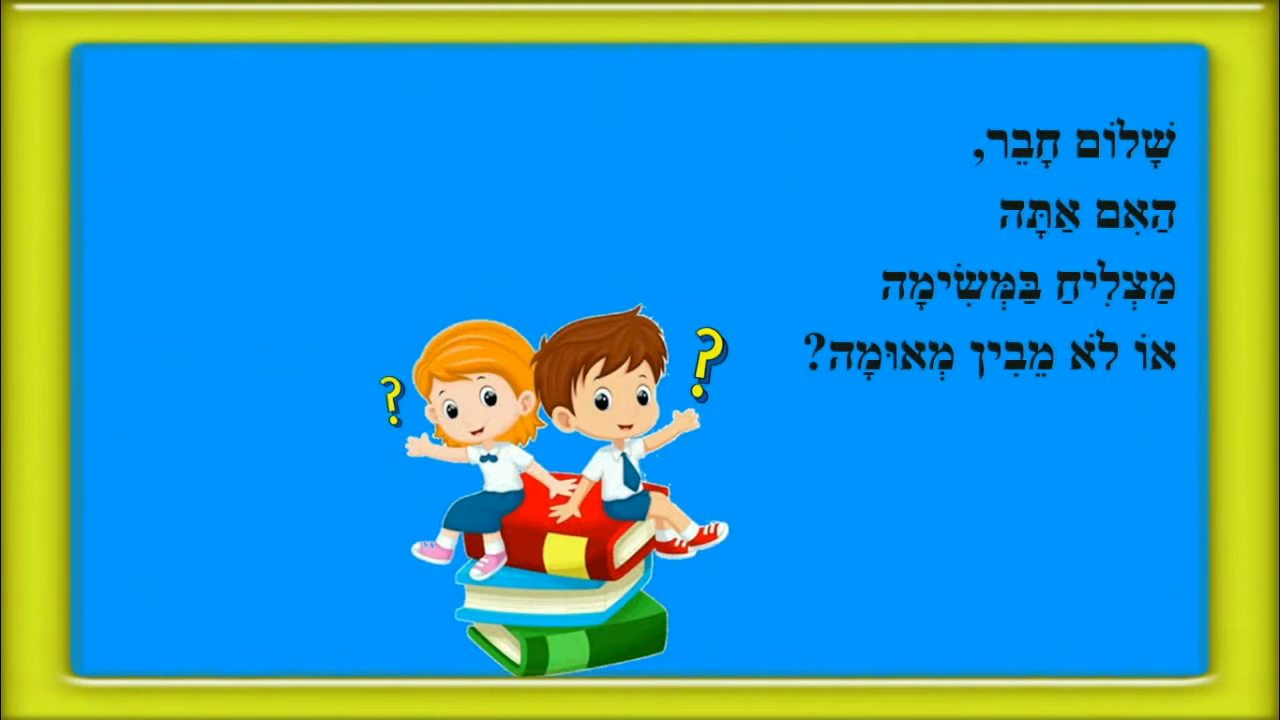 שָׁלוֹם חָבֵר,
הַאִם אַתָּה
מַצְלִיחַ בַּמְּשִׂימָה
אוֹ לֹא מֵבִין מְאוּמָה?
? ?